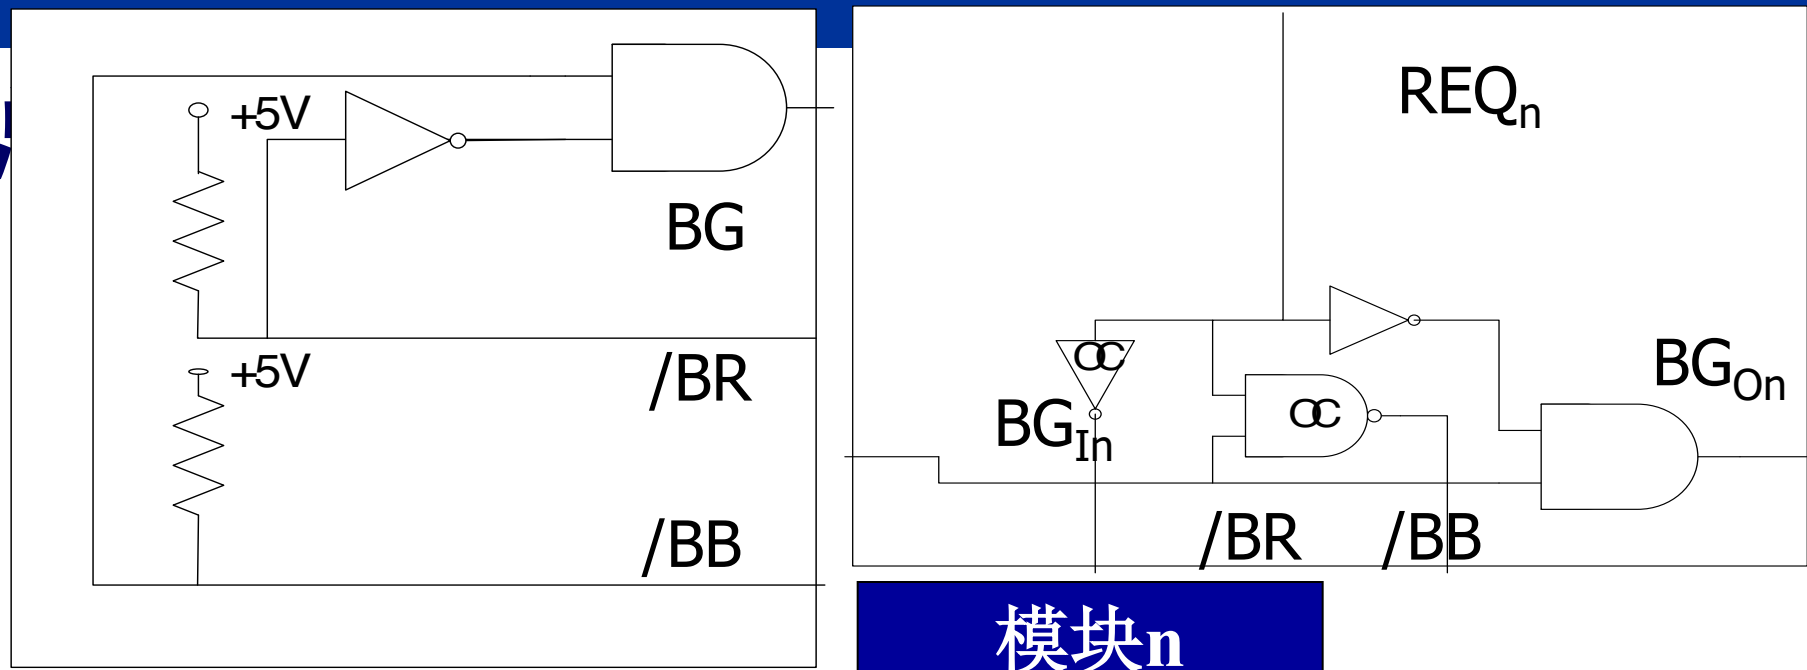 +5V
BG
/BR
+5V
/BB
REQn
OC
OC
BGIn
BGOn
/BR
/BB
模块n